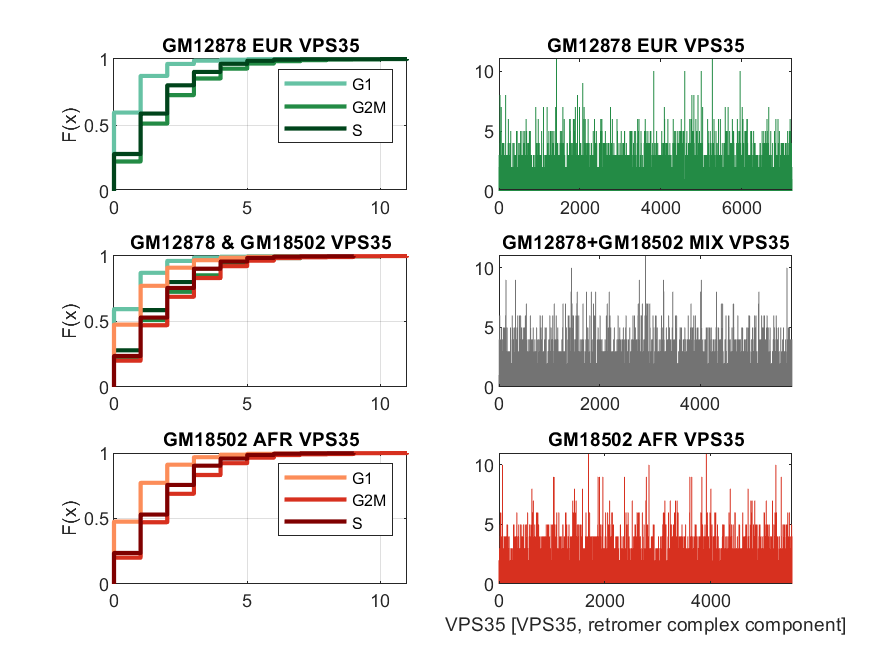 GM12878 EUR VPS35
F(x)
1
0.5
0
0 5 10
G1
G2M
S
GM12878 EUR VPS35
10
5
0
0 2000 4000 6000
GM12878 & GM18502 VPS35
F(x)
1
0.5
0
0 5 10
GM12878+GM18502 MIX VPS35
10
5
0
0 2000 4000
GM18502 AFR VPS35
F(x)
1
0.5
0
0 5 10
G1
G2M
S
GM18502 AFR VPS35
10
5
0
0 2000 4000
VPS35 [VPS35, retromer complex component]